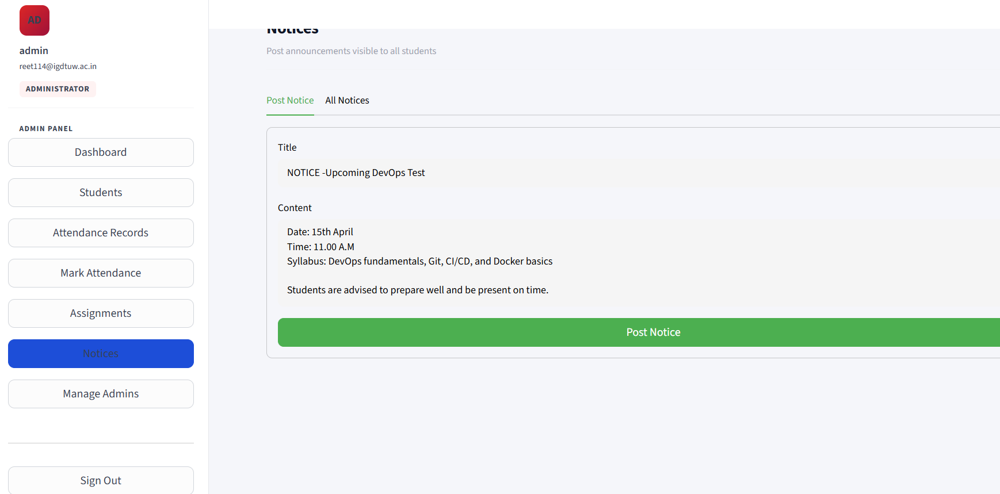 AD
admin
reet114@igdtuw.ac.in
ADMINISTRATOR
ADMIN PANEL
Dashboard
Students
Attendance Records
Mark Attendance
Assignments
Notices
Manage Admins
Sign Out
Notices
Post announcements visible to all students
Post Notice
All Notices
Title
NOTICE -Upcoming DevOps Test
Content
Date: 15th April
Time: 11.00 A.M
Syllabus: DevOps fundamentals, Git, CI/CD, and Docker basics
Students are advised to prepare well and be present on time.
Post Notice